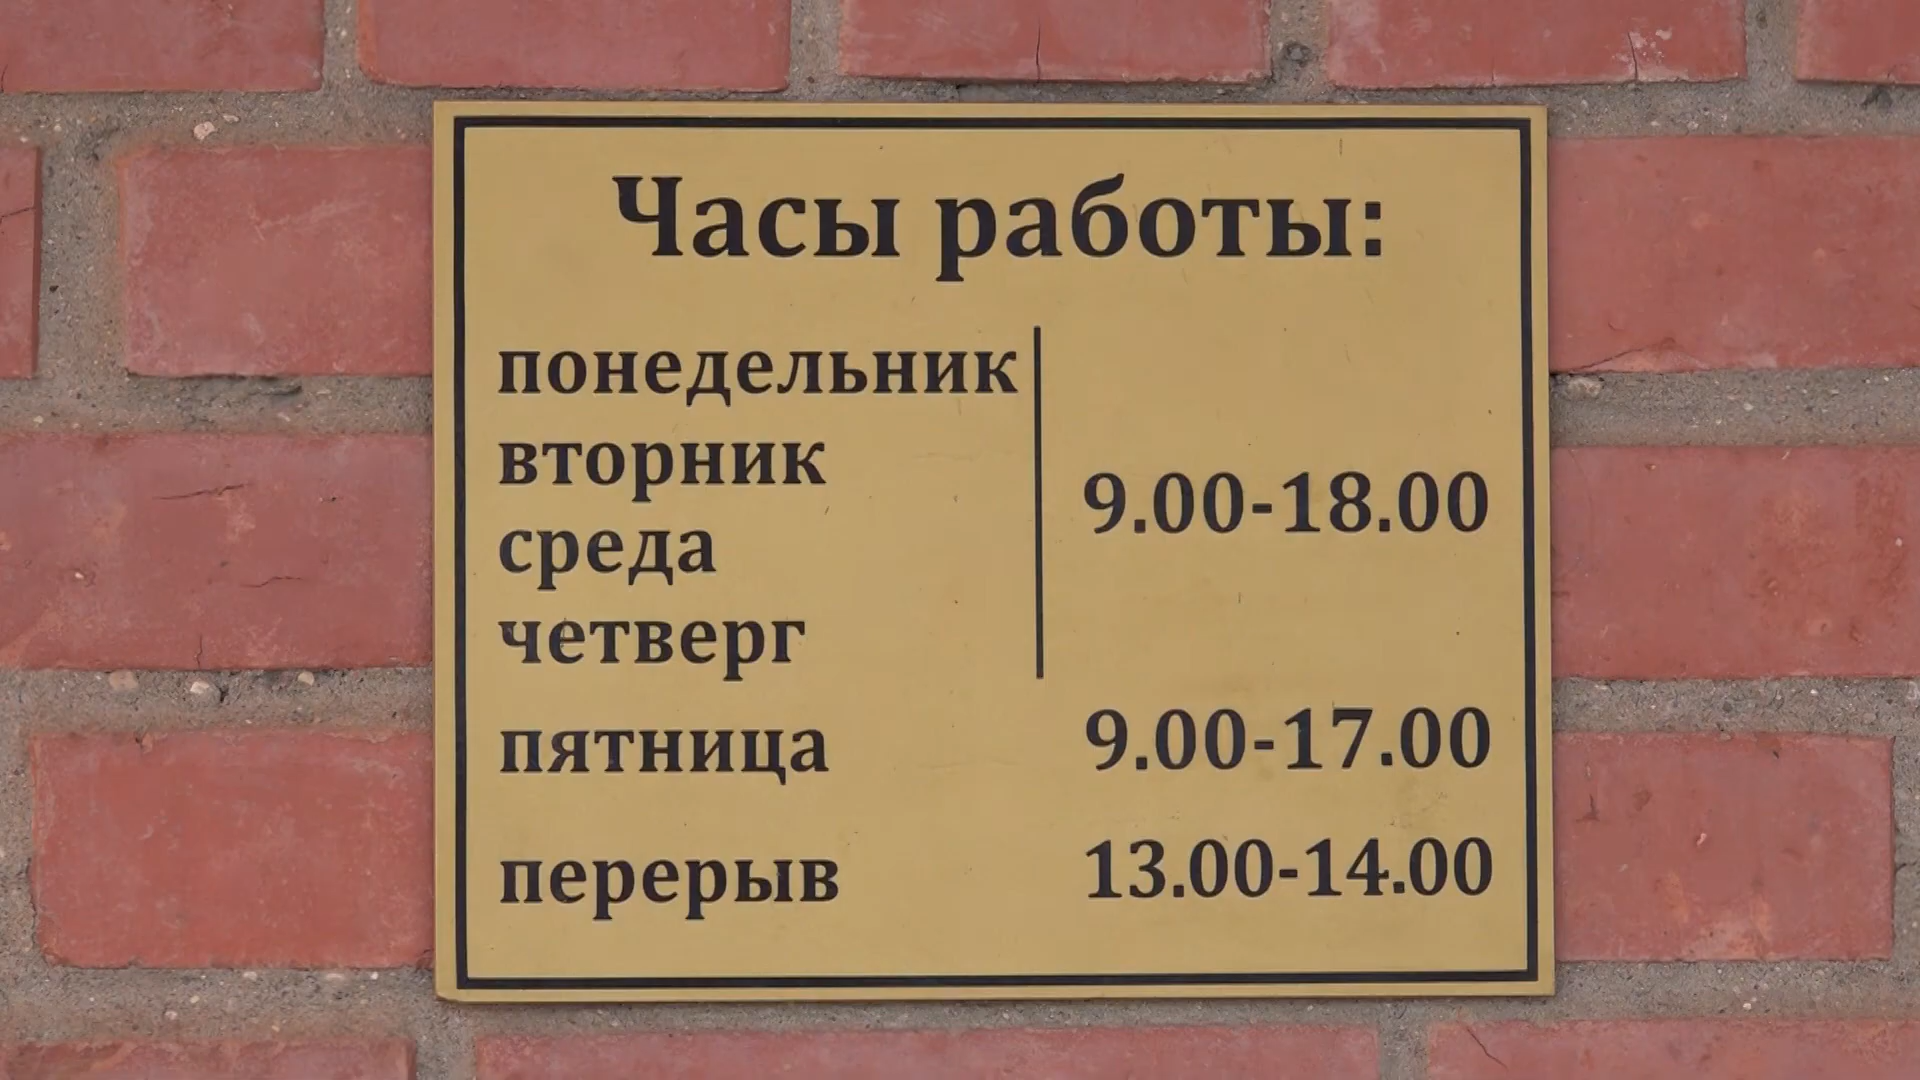 Часы работы:
понедельник
вторник
среда
четверг
9.00-18.00
пятница 9.00-17.00
перерыв 13.00-14.00